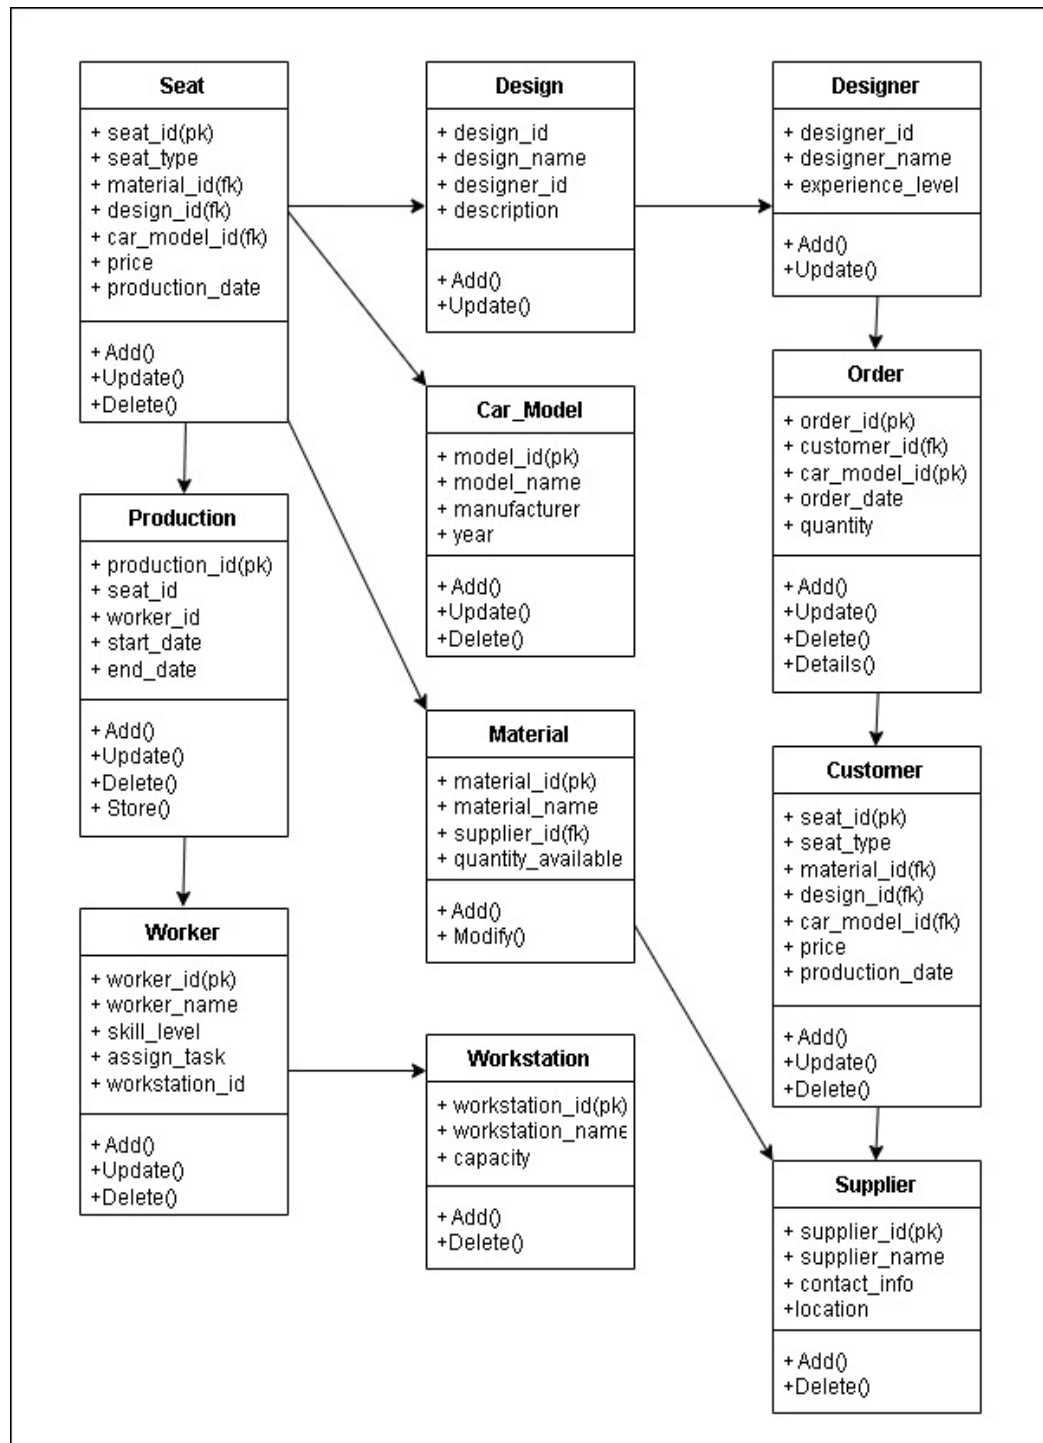 Seat
+ seat_id(pk)
+ seat_type
+ material_id(fk)
+ design_id(fk)
+ car_model_id(fk)
+ price
+ production_date
+ Add()
+Update()
+Delete()
Design
+ design_id
+ design_name
+ designer_id
+ description
+ Add()
+Update()
Designer
+ designer_id
+ designer_name
+ experience_level
+ Add()
+Update()
Car_Model
+ model_id(pk)
+ model_name
+ manufacturer
+ year
+ Add()
+Update()
+Delete()
Order
+ order_id(pk)
+ customer_id(fk)
+ car_model_id(pk)
+ order_date
+ quantity
+ Add()
+Update()
+Delete()
+Details()
Production
+ production_id(pk)
+ seat_id
+ worker_id
+ start_date
+ end_date
+ Add()
+Update()
+Delete()
+ Store()
Material
+ material_id(pk)
+ material_name
+ supplier_id(fk)
+ quantity_available
+ Add()
+ Modify()
Customer
+ seat_id(pk)
+ seat_type
+ material_id(fk)
+ design_id(fk)
+ car_model_id(fk)
+ price
+ production_date
+ Add()
+Update()
+Delete()
Worker
+ worker_id(pk)
+ worker_name
+ skill_level
+ assign_task
+ workstation_id
+ Add()
+Update()
+Delete()
Workstation
+ workstation_id(pk)
+ workstation_name
+ capacity
+ Add()
+Delete()
Supplier
+ supplier_id(pk)
+ supplier_name
+ contact_info
+location
+ Add()
+Delete()